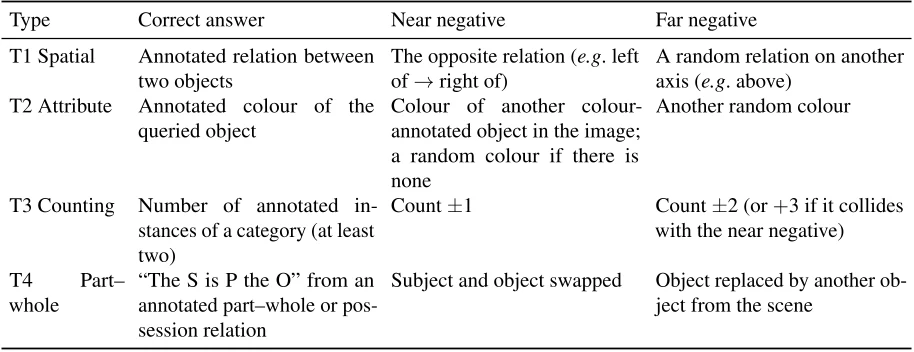 Type Correct answer Near negative Far negative
T1 Spatial Annotated relation between The opposite relation (e.g. left A random relation on another
two objects of → right of) axis (e.g. above)
T2 Attribute Annotated colour of the Colour of another colour- Another random colour
queried object annotated object in the image;
a random colour if there is
none
T3 Counting Number of annotated in- Count ±1 Count ±2 (or +3 if it collides
stances of a category (at least with the near negative)
two)
T4 Part– “The S is P the O” from an Subject and object swapped Object replaced by another ob-
whole annotated part–whole or pos- ject from the scene
session relation